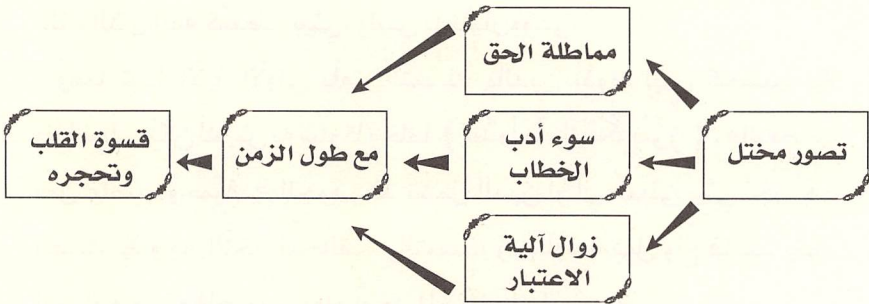 تصور مختل
مماطلة الحق
سوء أدب
الخطاب
زوال آلية
الاعتبار
مع طول الزمن
قسوة القلب
وتحجره